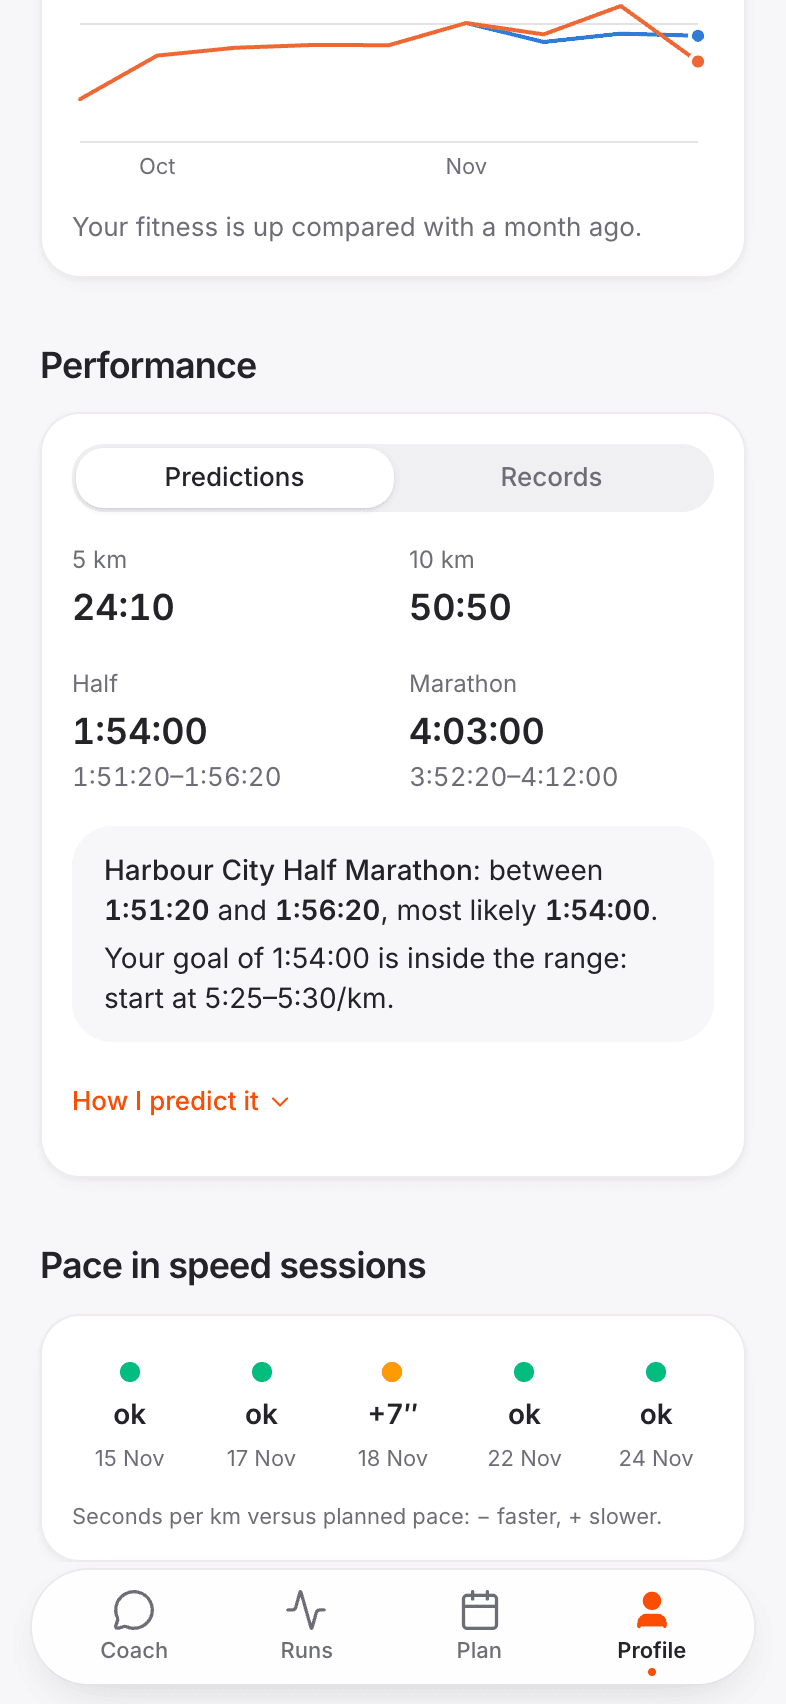 Oct
Nov
Your fitness is up compared with a month ago.
Performance
Predictions
Records
5 km
10 km
24:10
50:50
Half
Marathon
1:54:00
4:03:00
1:51:20–1:56:20
3:52:20–4:12:00
Harbour City Half Marathon: between
1:51:20 and 1:56:20, most likely 1:54:00.
Your goal of 1:54:00 is inside the range:
start at 5:25–5:30/km.
How I predict it
Pace in speed sessions
ok
ok
+7′′
ok
ok
15 Nov
17 Nov
18 Nov
22 Nov
24 Nov
Seconds per km versus planned pace: − faster, + slower.
Coach
Runs
Plan
Profile